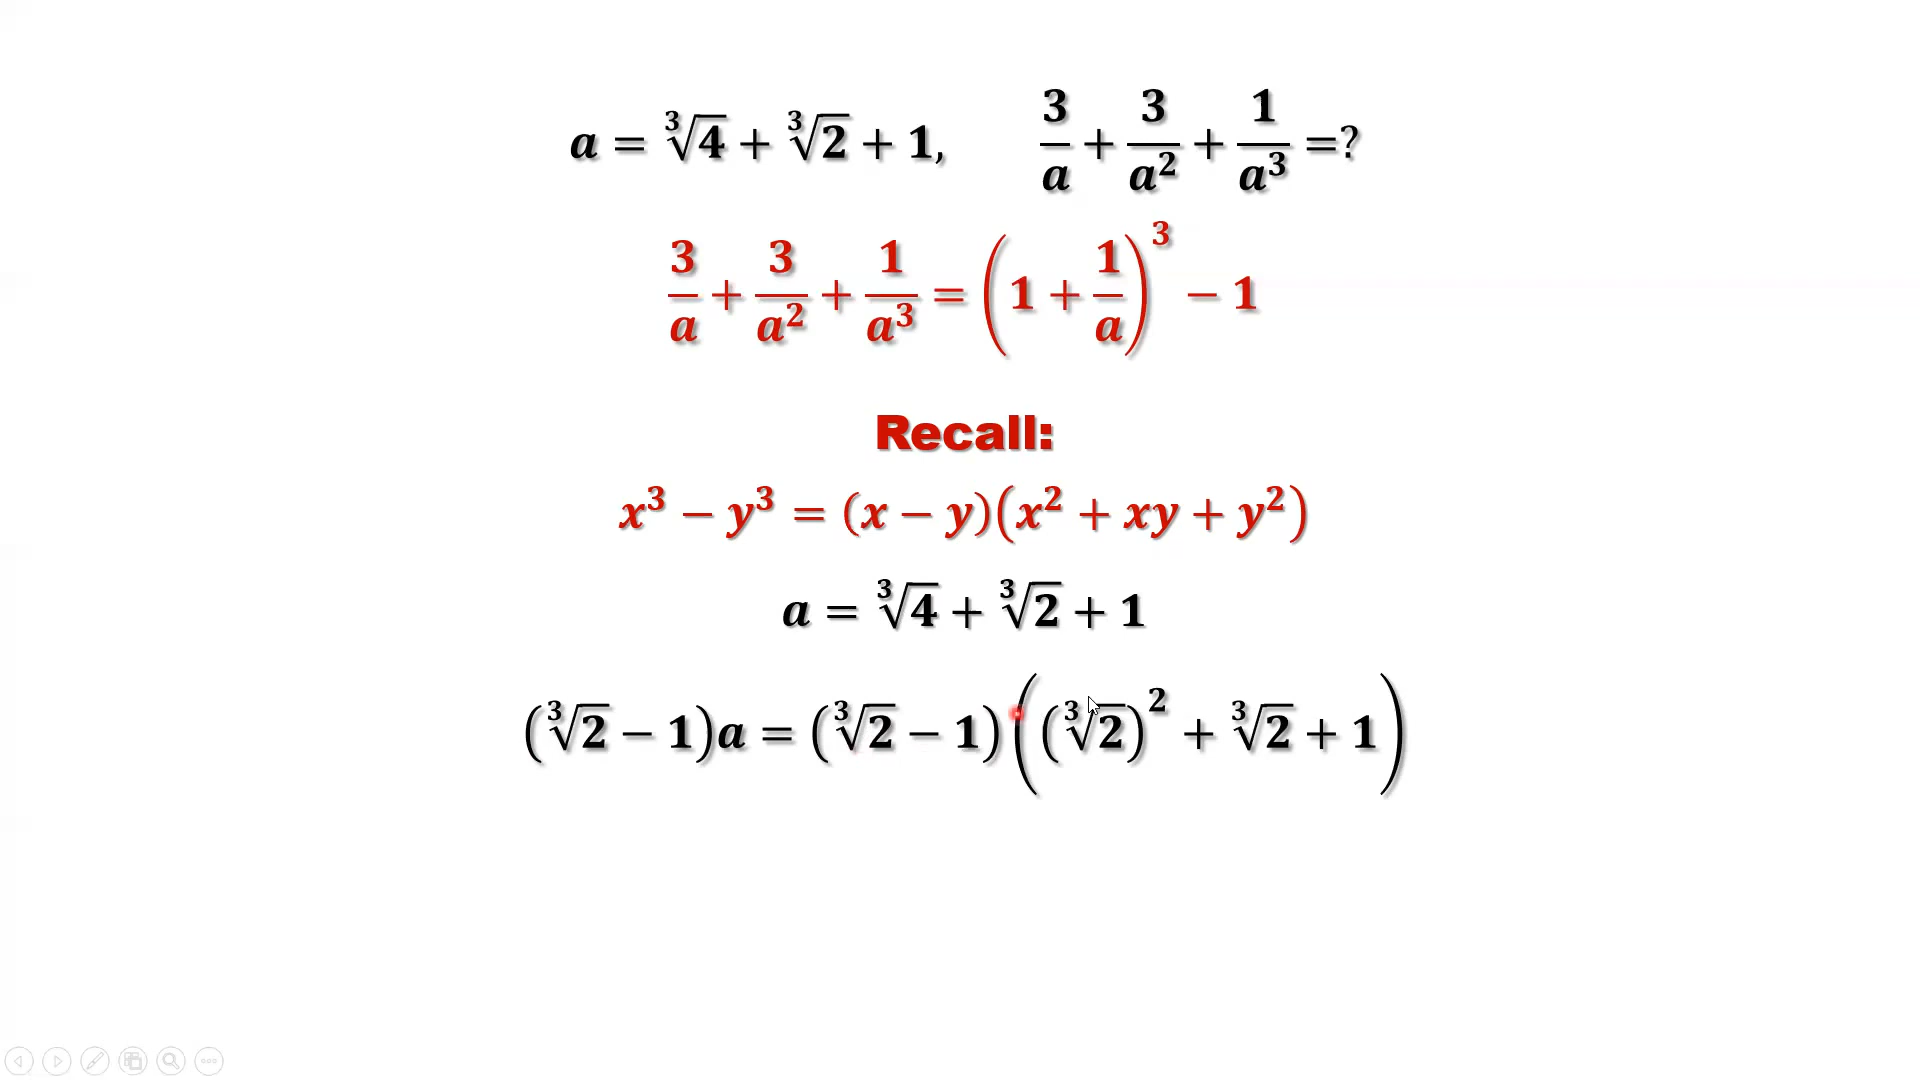 a = ∛4 + ∛2 + 1, 3/a + 3/a² + 1/a³ =?
3/a + 3/a² + 1/a³ = (1 + 1/a)³ − 1
Recall:
x³ − y³ = (x − y)(x² + xy + y²)
a = ∛4 + ∛2 + 1
(∛2 − 1)a = (∛2 − 1)((∛2)² + ∛2 + 1)